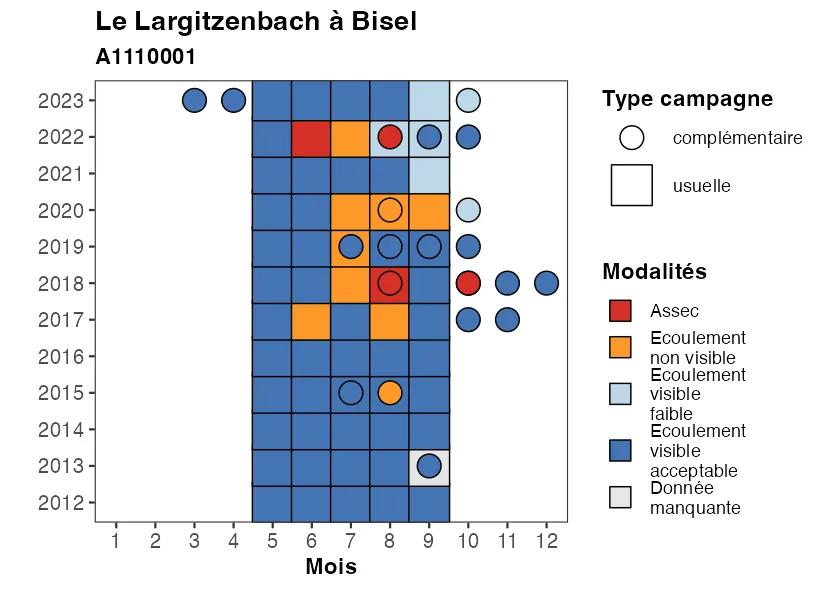 Le Largitzenbach à Bisel
A1110001
2023
2022
2021
2020
2019
2018
2017
2016
2015
2014
2013
2012
1 2 3 4 5 6 7 8 9 10 11 12
Mois
Type campagne
complémentaire
usuelle
Modalités
Assec
Ecoulement
non visible
Ecoulement
visible
faible
Ecoulement
visible
acceptable
Donnée
manquante